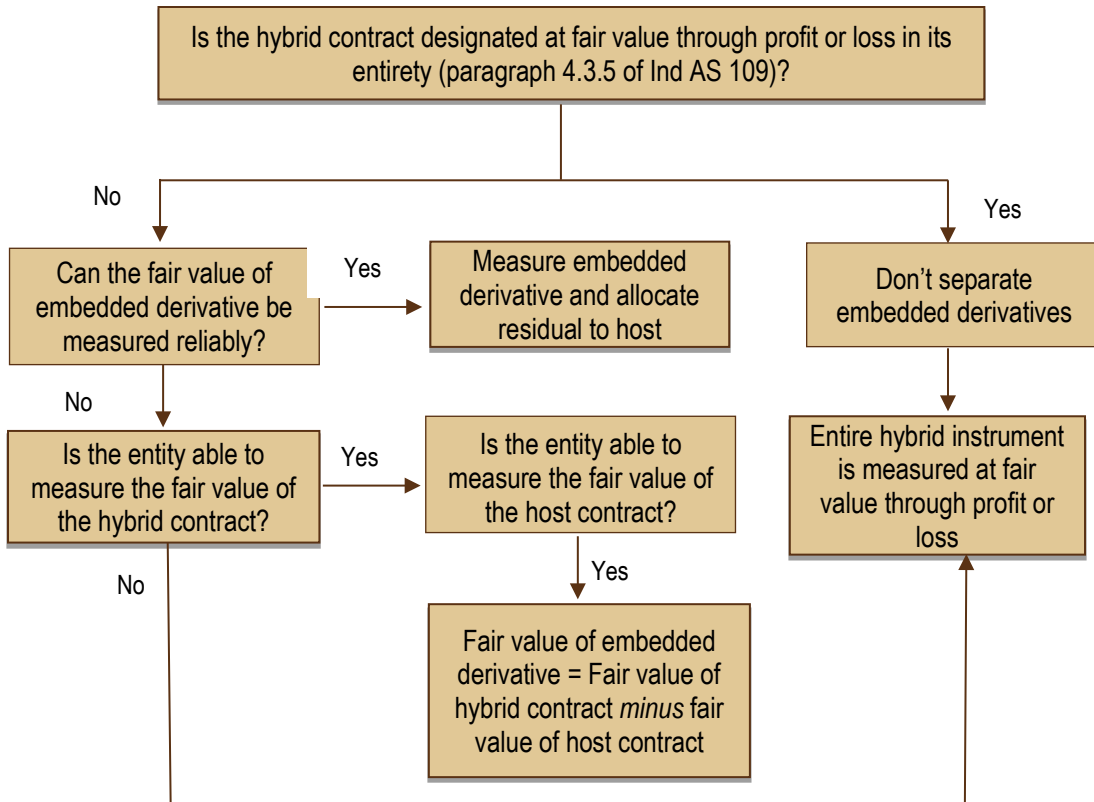 Is the hybrid contract designated at fair value through profit or loss in its
entirety (paragraph 4.3.5 of Ind AS 109)?
No
Yes
Can the fair value of
embedded derivative be
measured reliably?
Yes
Measure embedded
derivative and allocate
residual to host
Don’t separate
embedded derivatives
No
Is the entity able to
measure the fair value of
the hybrid contract?
Yes
Is the entity able to
measure the fair value of
the host contract?
Entire hybrid instrument
is measured at fair
value through profit or
loss
No
Yes
Fair value of embedded
derivative = Fair value of
hybrid contract minus fair
value of host contract